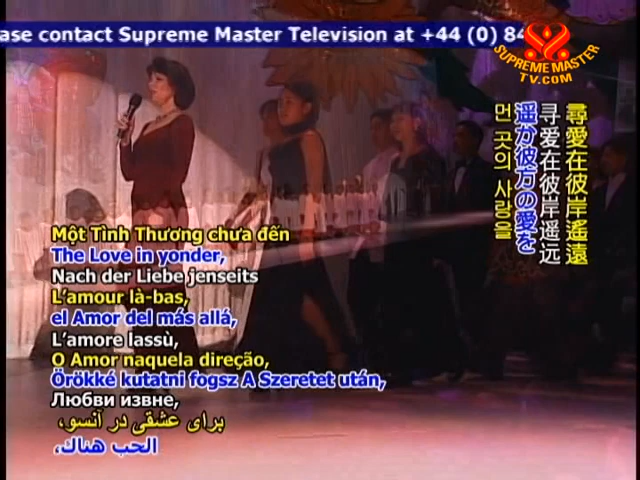 ase contact Supreme Master Television at +44 (0) 84
SUPREME MASTER
TV.COM
尋愛在彼岸遙遠
寻爱在彼岸遥远
遥か彼方の愛を
먼 곳의 사랑을
Một Tình Thương chưa đến
The Love in yonder,
Nach der Liebe jenseits
L'amour là-bas,
el Amor del más allá,
L'amore lassù,
O Amor naquela direção,
Örökké kutatni fogsz A Szeretet után,
Любви извне,
برای عشقی در آنسو،
الحب هناك،